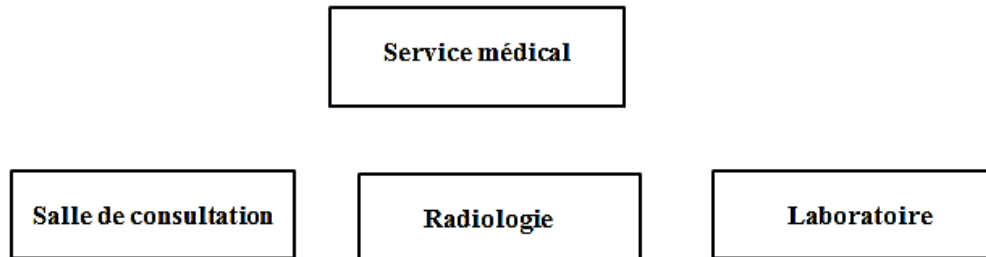 Service médical
Salle de consultation
Radiologie
Laboratoire